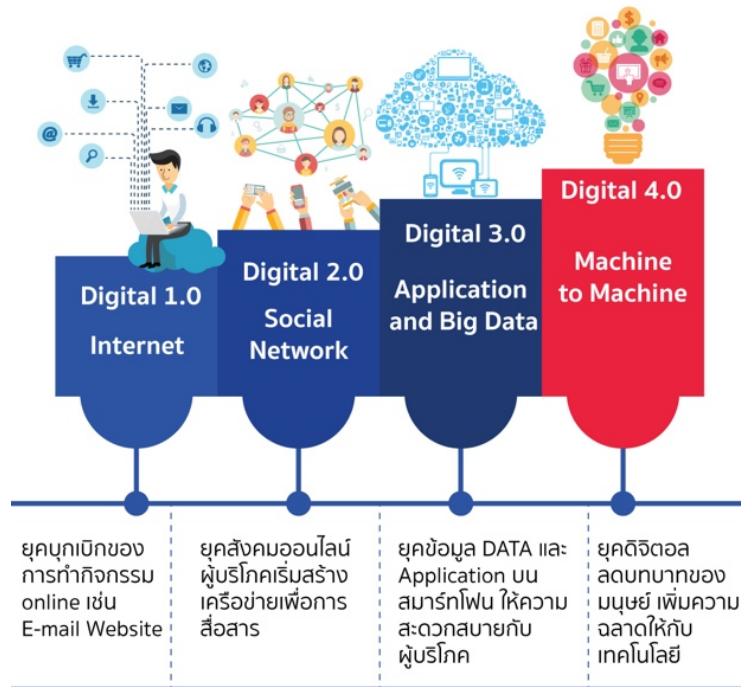 Digital 1.0
Internet
Digital 2.0
Social
Network
Digital 3.0
Application
and Big Data
Digital 4.0
Machine
to Machine
ยุคบุกเบิกของ
การทำกิจกรรม
online เช่น
E-mail Website
ยุคสังคมออนไลน์
ผู้บริโภคเริ่มสร้าง
เครือข่ายเพื่อการ
สื่อสาร
ยุคข้อมูล DATA และ
Application บน
สมาร์ทโฟน ให้ความ
สะดวกสบายกับ
ผู้บริโภค
ยุคดิจิตอล
ลดบทบาทของ
มนุษย์ เพิ่มความ
ฉลาดให้กับ
เทคโนโลยี